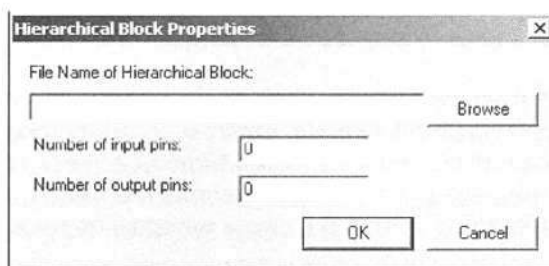 Hierarchical Block Properties
File Name of Hierarchical Block:
Browse
Number of input pins: 0
Number of output pins: 0
OK Cancel